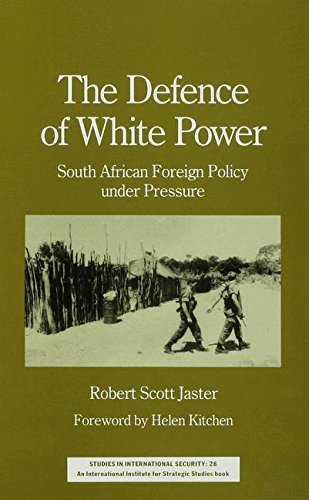 The Defence
of White Power
South African Foreign Policy
under Pressure
Robert Scott Jaster
Foreword by Helen Kitchen
STUDIES IN INTERNATIONAL SECURITY: 28
An International Institute for Strategic Studies book